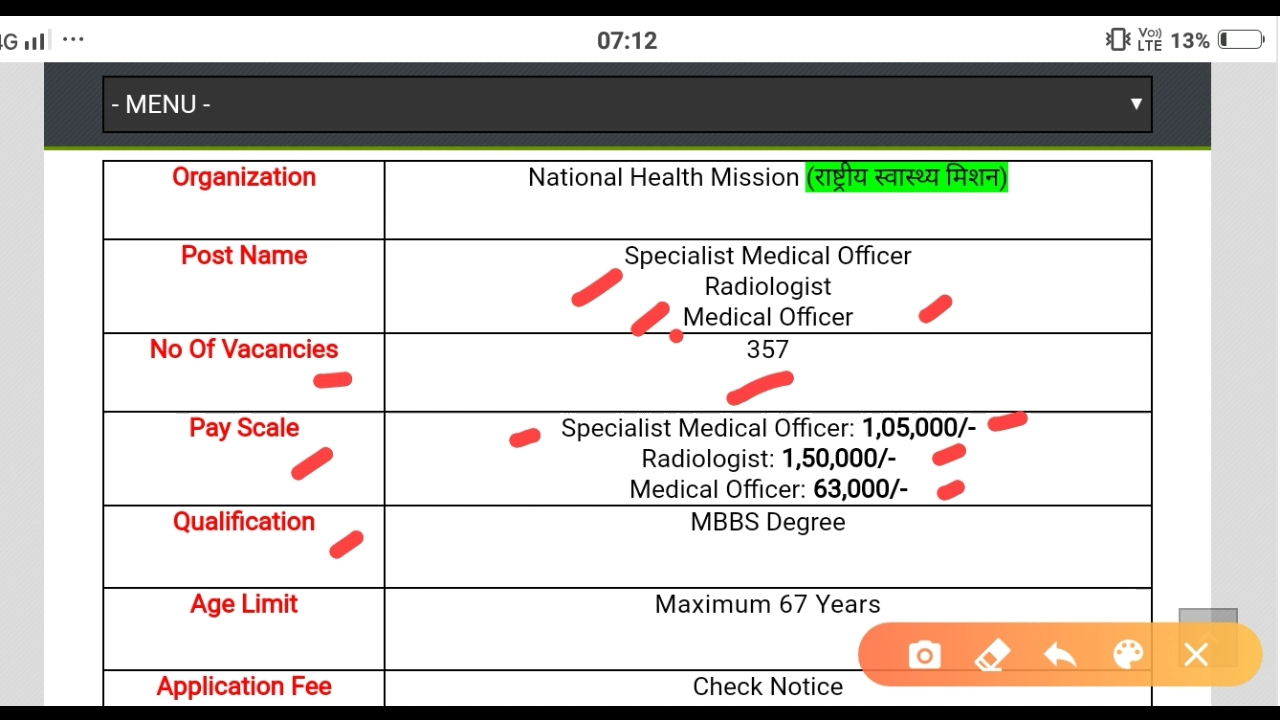 4G
07:12
Vo)) LTE 13%
- MENU -
Organization
National Health Mission (राष्ट्रीय स्वास्थ्य मिशन)
Post Name
Specialist Medical Officer
Radiologist
Medical Officer
No Of Vacancies
357
Pay Scale
Specialist Medical Officer: 1,05,000/-
Radiologist: 1,50,000/-
Medical Officer: 63,000/-
Qualification
MBBS Degree
Age Limit
Maximum 67 Years
Application Fee
Check Notice